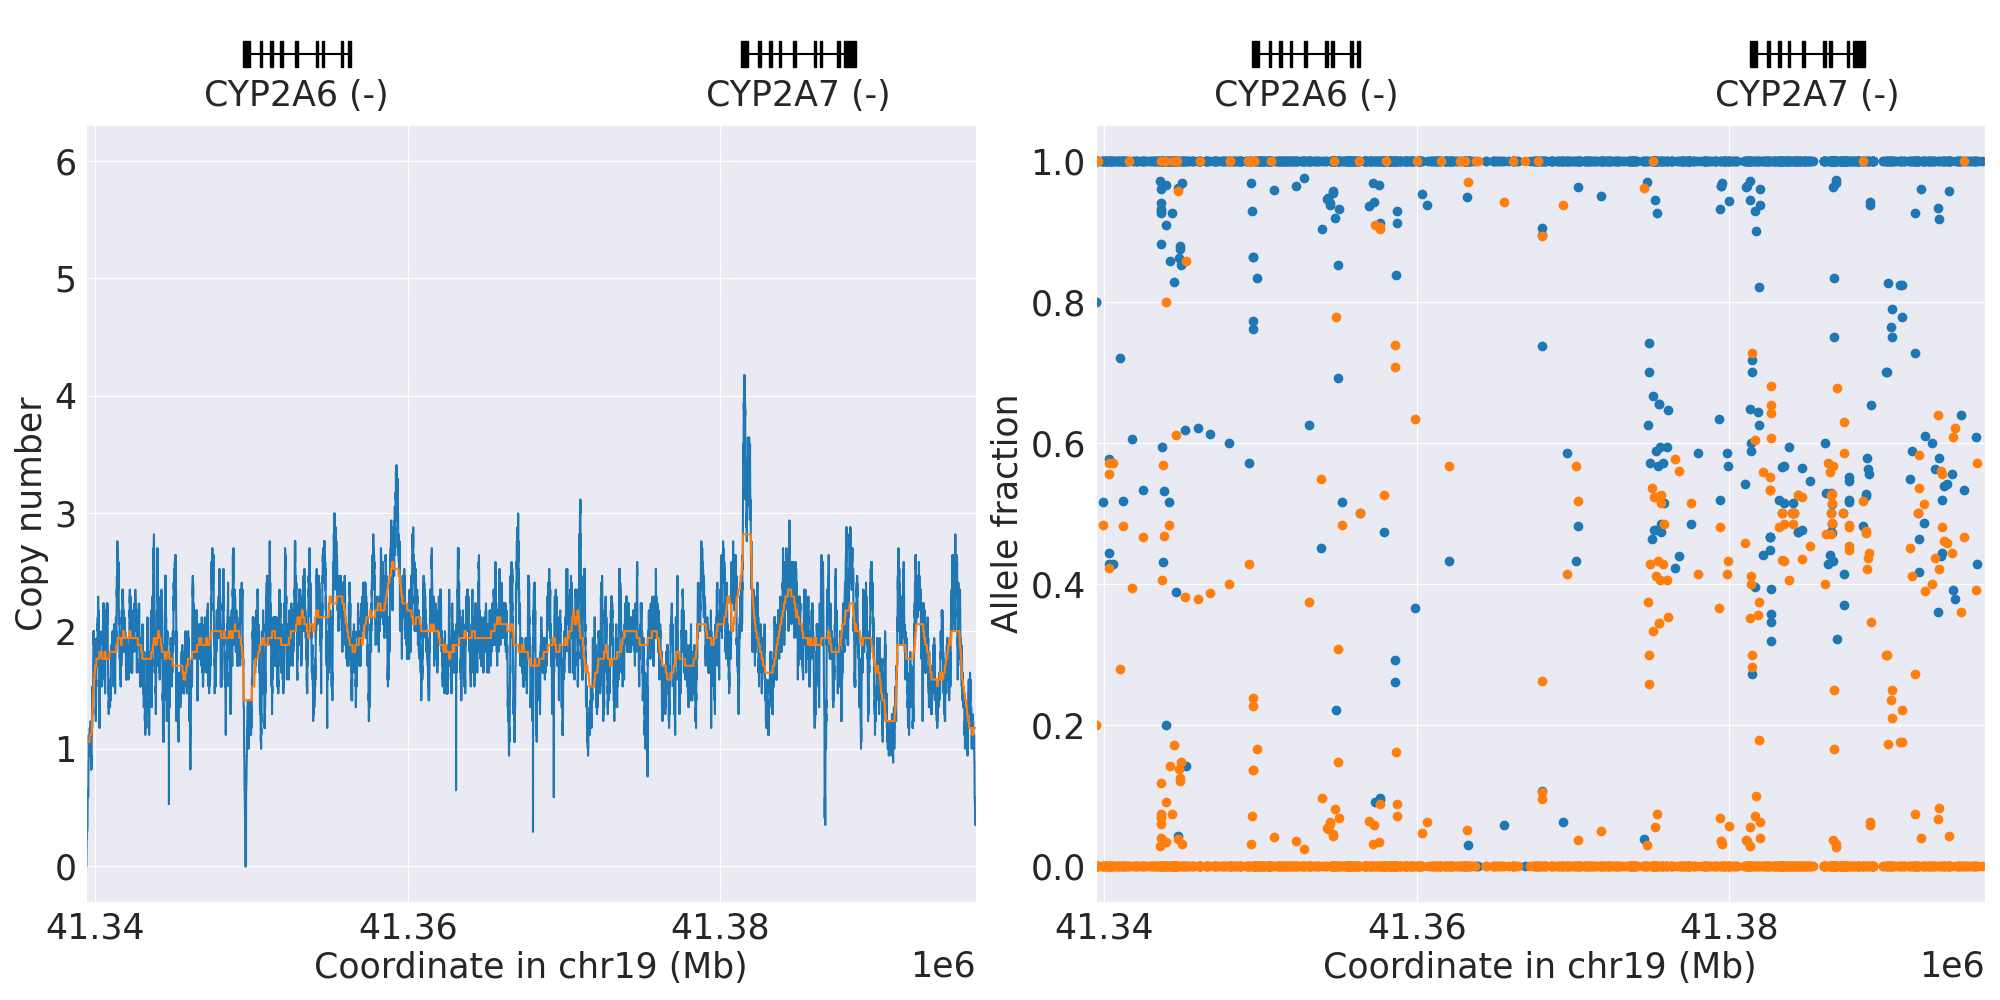 CYP2A6 (-)
CYP2A7 (-)
6
5
4
3
2
1
0
Copy number
41.34
41.36
41.38
Coordinate in chr19 (Mb)
1e6
CYP2A6 (-)
CYP2A7 (-)
1.0
0.8
0.6
0.4
0.2
0.0
Allele fraction
41.34
41.36
41.38
Coordinate in chr19 (Mb)
1e6